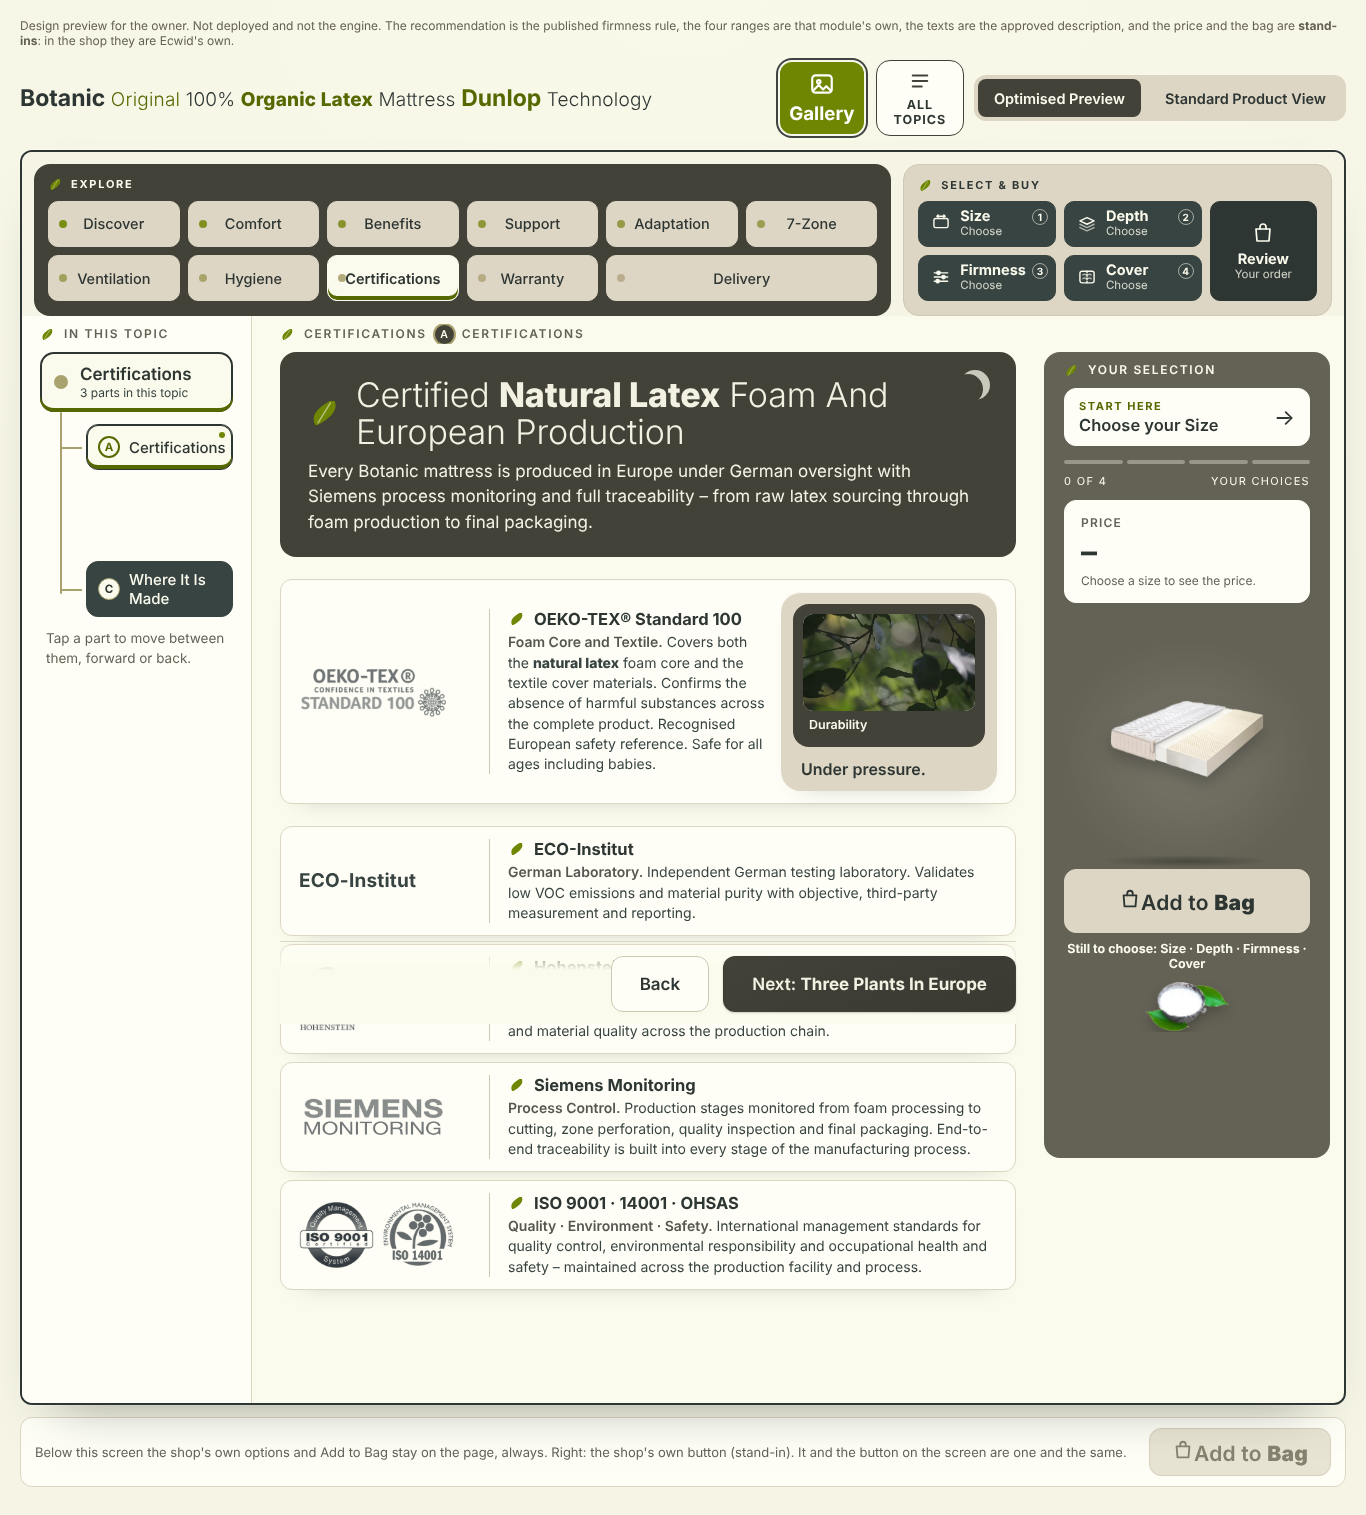 Design preview for the owner. Not deployed and not the engine. The recommendation is the published firmness rule, the four ranges are that module's own, the texts are the approved description, and the price and the bag are stand-
ins: in the shop they are Ecwid's own.
Botanic Original 100% Organic Latex Mattress Dunlop Technology
Gallery
ALL
TOPICS
Optimised Preview
Standard Product View
EXPLORE
Discover
Comfort
Benefits
Support
Adaptation
7-Zone
Ventilation
Hygiene
Certifications
Warranty
Delivery
SELECT & BUY
Size
Choose
1
Depth
Choose
2
Firmness
Choose
3
Cover
Choose
4
Review
Your order
IN THIS TOPIC
Certifications
3 parts in this topic
A
Certifications
C
Where It Is
Made
Tap a part to move between
them, forward or back.
CERTIFICATIONS A CERTIFICATIONS
Certified Natural Latex Foam And
European Production
Every Botanic mattress is produced in Europe under German oversight with
Siemens process monitoring and full traceability – from raw latex sourcing through
foam production to final packaging.
OEKO-TEX®
CONFIDENCE IN TEXTILES
STANDARD 100
OEKO-TEX® Standard 100
Foam Core and Textile. Covers both
the natural latex foam core and the
textile cover materials. Confirms the
absence of harmful substances across
the complete product. Recognised
European safety reference. Safe for all
ages including babies.
Durability
Under pressure.
ECO-Institut
ECO-Institut
German Laboratory. Independent German testing laboratory. Validates
low VOC emissions and material purity with objective, third-party
measurement and reporting.
Back
Next: Three Plants In Europe
HOHENSTEIN
and material quality across the production chain.
SIEMENS
MONITORING
Siemens Monitoring
Process Control. Production stages monitored from foam processing to
cutting, zone perforation, quality inspection and final packaging. End-to-
end traceability is built into every stage of the manufacturing process.
Quality Management
ISO 9001
Certified
System
ENVIRONMENTAL MANAGEMENT SYSTEM
ISO 14001
ISO 9001 · 14001 · OHSAS
Quality · Environment · Safety. International management standards for
quality control, environmental responsibility and occupational health and
safety – maintained across the production facility and process.
YOUR SELECTION
START HERE
Choose your Size
0 OF 4
YOUR CHOICES
PRICE
–
Choose a size to see the price.
Add to Bag
Still to choose: Size · Depth · Firmness ·
Cover
Below this screen the shop's own options and Add to Bag stay on the page, always. Right: the shop's own button (stand-in). It and the button on the screen are one and the same.
Add to Bag